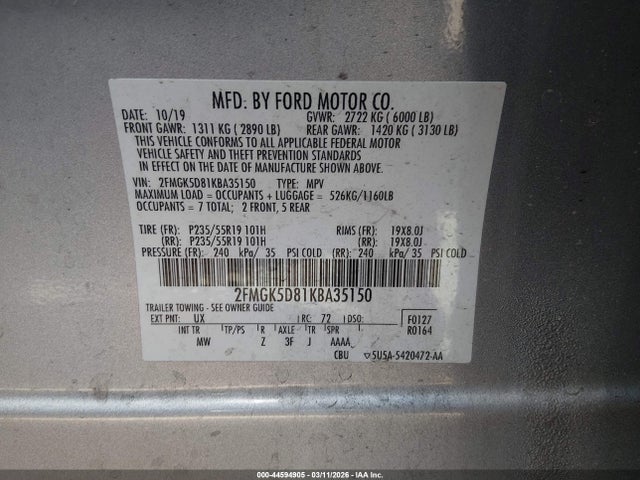 MFD. BY FORD MOTOR CO.
DATE: 10/19 GVWR: 2722 KG ( 6000 LB)
FRONT GAWR: 1311 KG ( 2890 LB) REAR GAWR: 1420 KG ( 3130 LB)
THIS VEHICLE CONFORMS TO ALL APPLICABLE FEDERAL MOTOR
VEHICLE SAFETY AND THEFT PREVENTION STANDARDS
IN EFFECT ON THE DATE OF MANUFACTURE SHOWN ABOVE.
VIN: 2FMGK5D81KBA35150 TYPE: MPV
MAXIMUM LOAD = OCCUPANTS + LUGGAGE = 526KG/1160LB
OCCUPANTS = 7 TOTAL; 2 FRONT, 5 REAR
TIRE (FR): P235/55R19 101H RIMS (FR): 19X8.0J
(RR): P235/55R19 101H (RR): 19X8.0J
PRESSURE (FR): 240 kPa/ 35 PSI COLD (RR): 240 kPa/ 35 PSI COLD
2FMGK5D81KBA35150
TRAILER TOWING - SEE OWNER GUIDE
EXT PNT: UX RC: 72 DSO: F0127
INT TR TP/PS R AXLE TR SPR R0164
MW Z 3F J AAAA
CBU 5U5A-5420472-AA
000-44594905 - 03/11/2026 - IAA Inc.